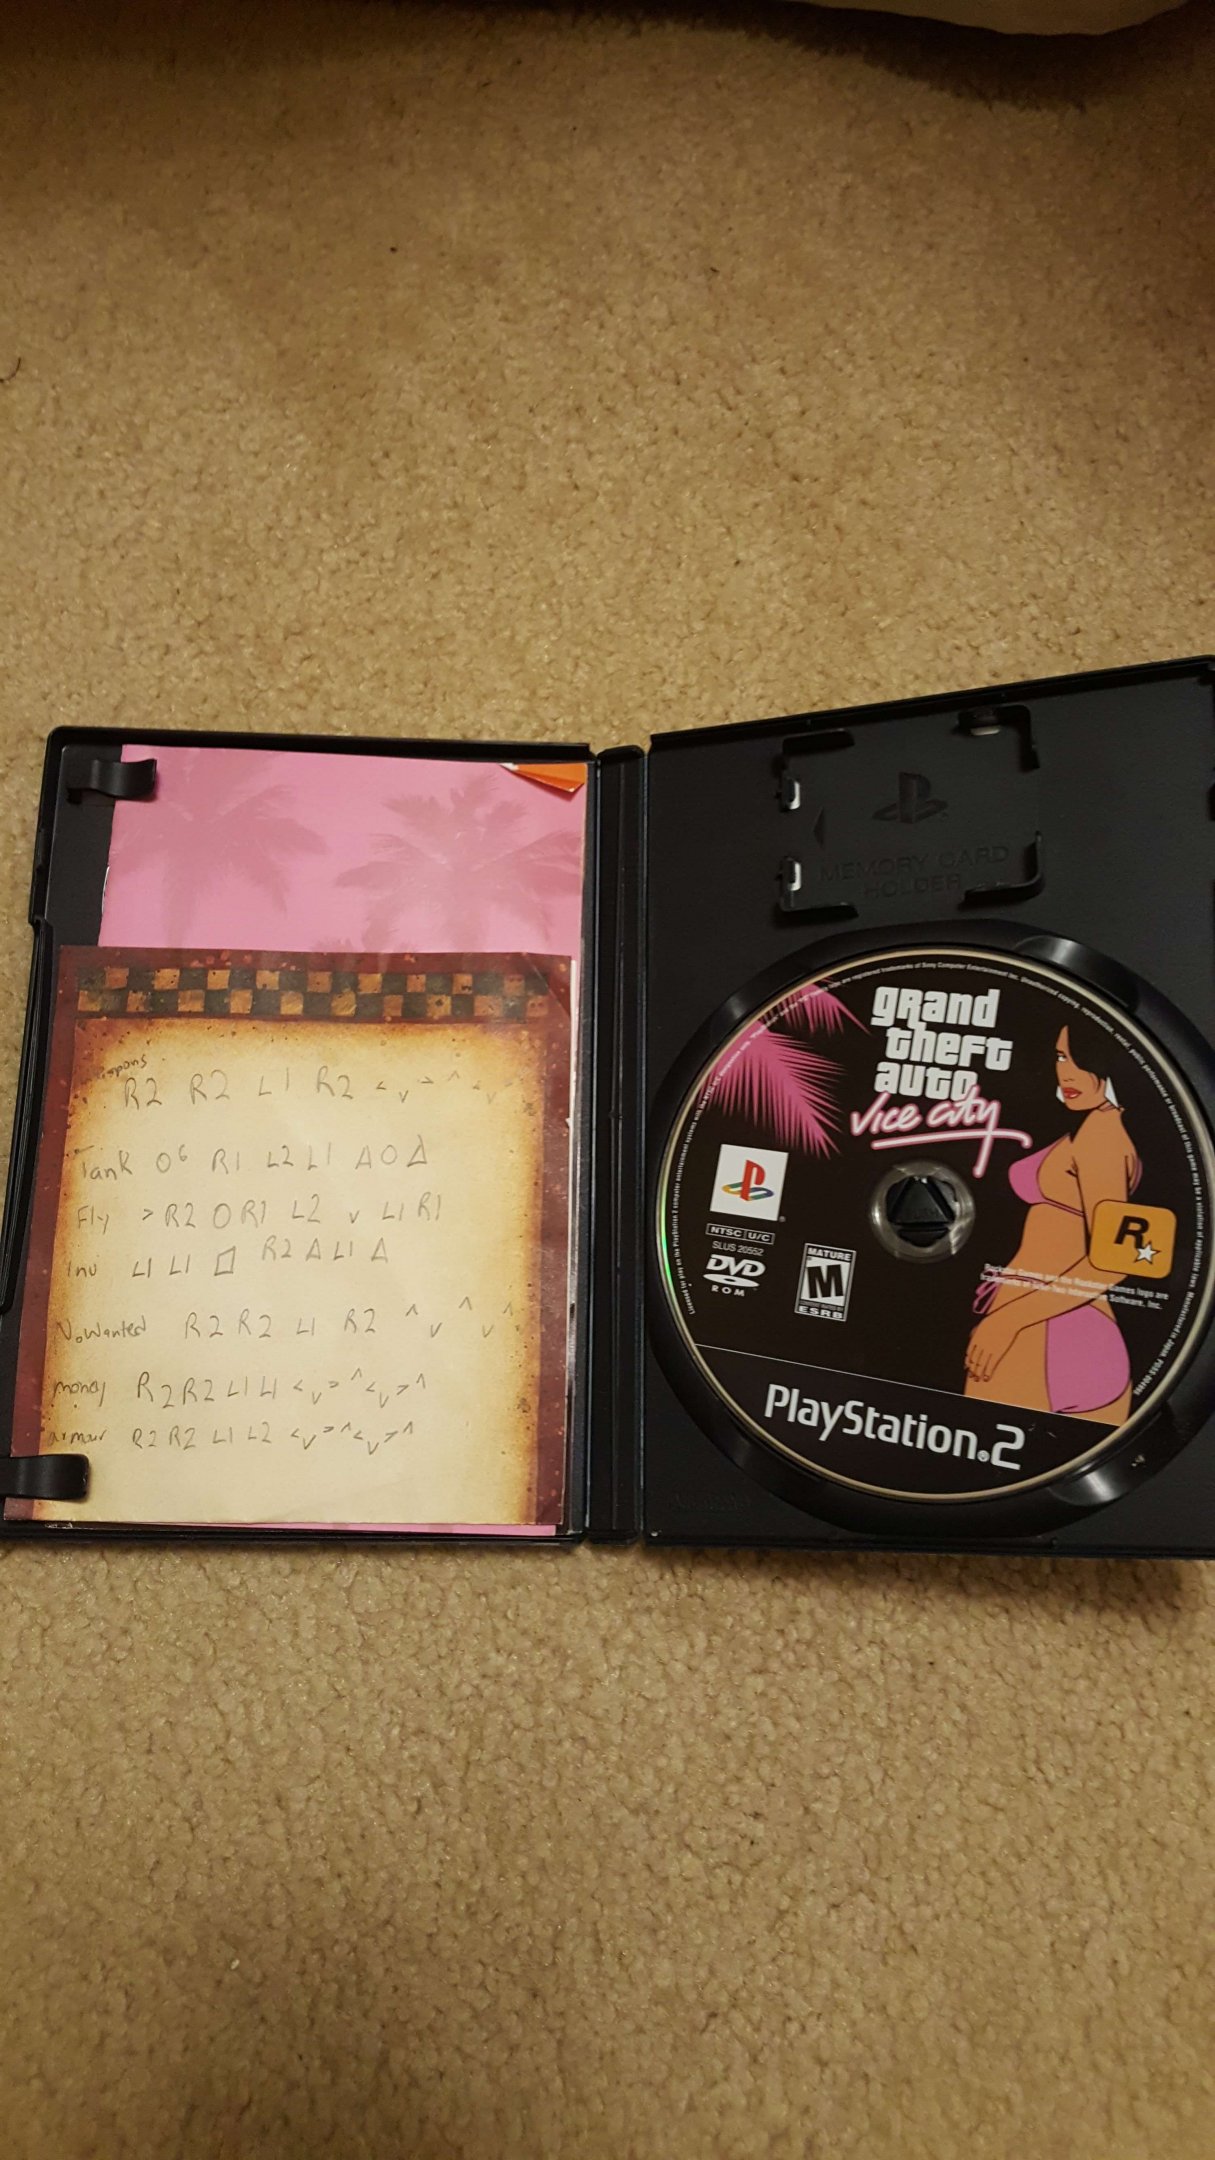 R2 R2 L1 R2 < v > ^ <
Tank O6 R1 L2 L1 Δ O Δ
Fly > R2 O R1 L2 v L1 R1
Inv L1 L1 □ R2 Δ L1 Δ
NoWanted R2 R2 L1 R2 ^ v ^ v ^
money R2 R2 L1 L1 < v > ^ < v > ^
armour R2 R2 L1 L2 < v > ^ < v > ^
MEMORY CARD
HOLDER
grand
theft
auto
Vice City
NTSC U/C
SLUS 20552
DVD
ROM
MATURE
M
ESRB
R
PlayStation.2